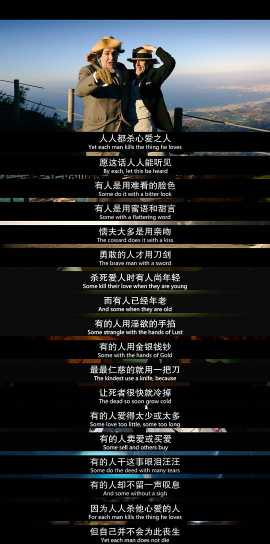 人人都杀心爱之人
Yet each man kills the thing he loves
愿这话人人能听见
By each, let this be heard
有人是用难看的脸色
Some do it with a bitter look
有人是用蜜语和甜言
Some with a flattering word
懦夫大多是用亲吻
The coward does it with a kiss
勇敢的人才用刀剑
The brave man with a sword
杀死爱人时有人尚年轻
Some kill their love when they are young
而有人已经年老
And some when they are old
有的人用淫欲的手掐
Some strangle with the hands of Lust
有的人用金银钱钞
Some with the hands of Gold
最最仁慈的就用一把刀
The kindest use a knife, because
让死者很快就冷掉
The dead so soon grow cold
有的人爱得太少或太多
Some love too little, some too long
有的人卖爱或买爱
Some sell and others buy
有的人干这事眼泪汪汪
Some do the deed with many tears
有的人却不留一声叹息
And some without a sigh
因为人人杀他心爱的人
For each man kills the thing he loves
但自己并不会为此丧生
Yet each man does not die